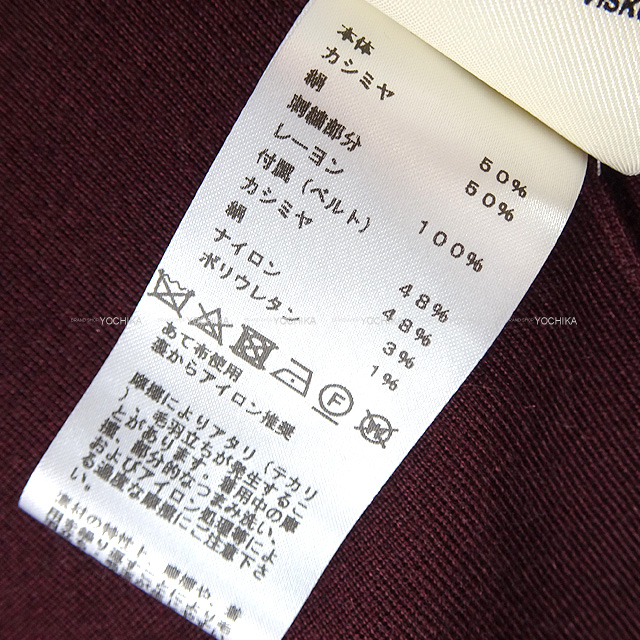 本体
カシミヤ 50%
絹 50%
刺繍部分
レーヨン 100%
付属(ベルト)
カシミヤ 48%
絹 48%
ナイロン 3%
ポリウレタン 1%
F
あて布使用
裏からアイロン推奨
摩擦によりアタリ(テカリ
)、毛羽立ちが発生するこ
とがあります。使用中の摩
擦、部分的なつまみ洗い、
およびアイロン処理等によ
る過度な摩擦にご注意下さ
い。
YOCHIKA
YOCHIKA
YOCHIKA